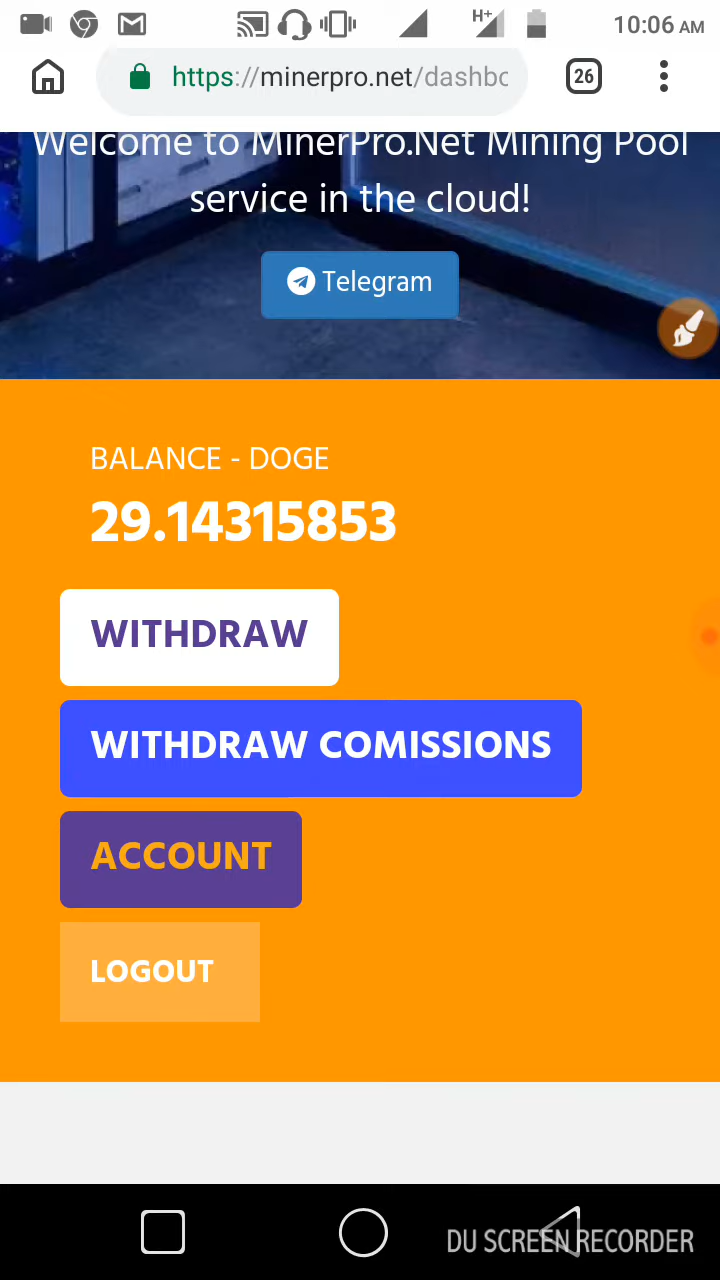 H+ 10:06 AM
https://minerpro.net/dashbo
26
Welcome to MinerPro.Net Mining Pool
service in the cloud!
Telegram
BALANCE - DOGE
29.14315853
WITHDRAW
WITHDRAW COMISSIONS
ACCOUNT
LOGOUT
DU SCREEN RECORDER